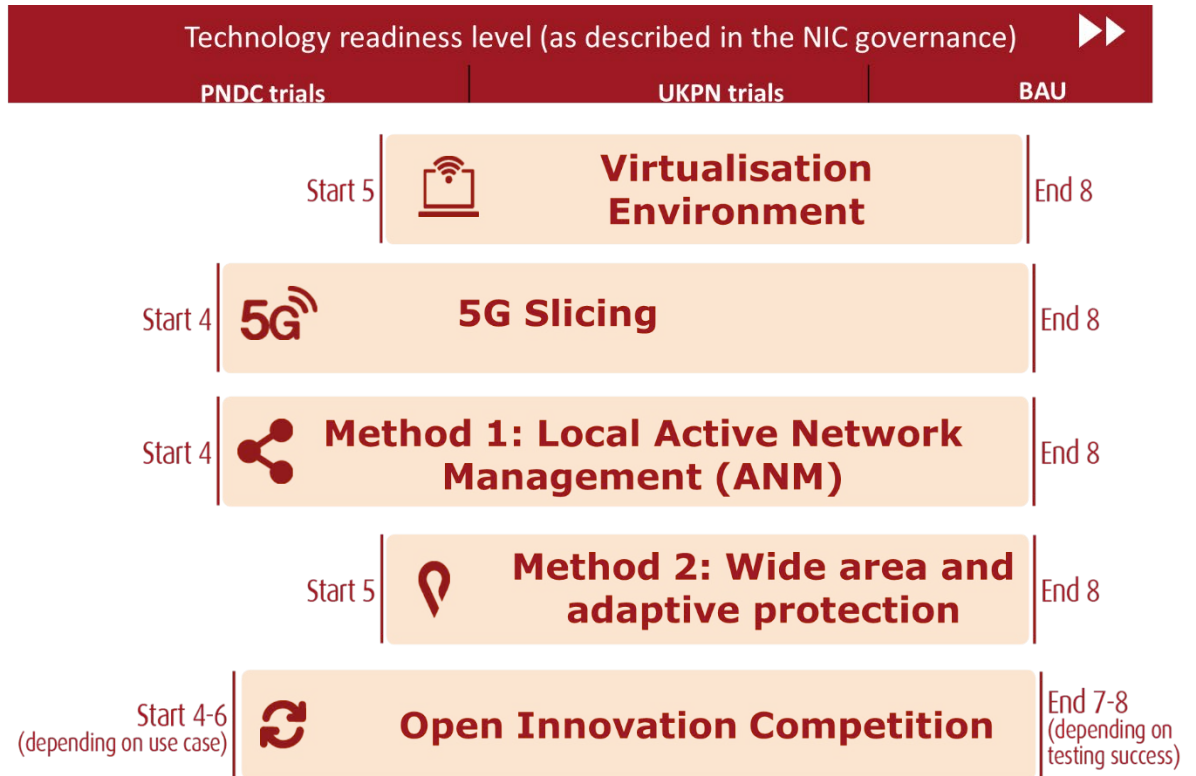 Technology readiness level (as described in the NIC governance)
PNDC trials
UKPN trials
BAU
Start 5
Virtualisation
Environment
End 8
Start 4
5G
5G Slicing
End 8
Start 4
Method 1: Local Active Network
Management (ANM)
End 8
Start 5
Method 2: Wide area and
adaptive protection
End 8
Start 4-6
(depending on use case)
Open Innovation Competition
End 7-8
(depending on
testing success)